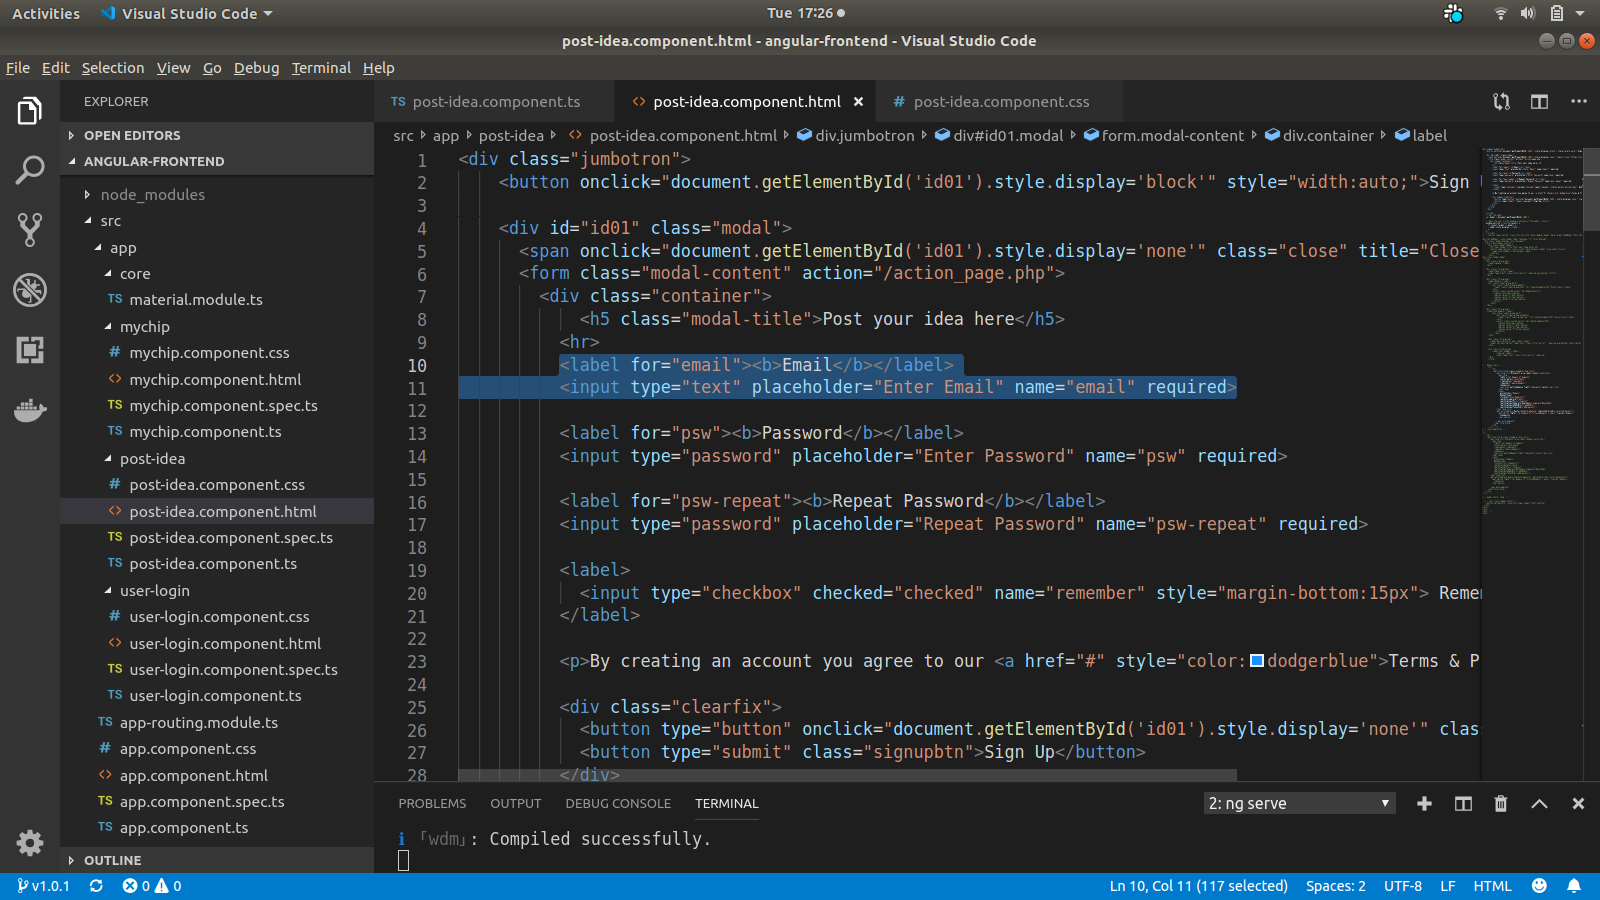 Activities Visual Studio Code Tue 17:26
post-idea.component.html - angular-frontend - Visual Studio Code
File Edit Selection View Go Debug Terminal Help
EXPLORER
OPEN EDITORS
ANGULAR-FRONTEND
node_modules
src
app
core
TS material.module.ts
mychip
# mychip.component.css
<> mychip.component.html
TS mychip.component.spec.ts
TS mychip.component.ts
post-idea
# post-idea.component.css
<> post-idea.component.html
TS post-idea.component.spec.ts
TS post-idea.component.ts
user-login
# user-login.component.css
<> user-login.component.html
TS user-login.component.spec.ts
TS user-login.component.ts
TS app-routing.module.ts
# app.component.css
<> app.component.html
TS app.component.spec.ts
TS app.component.ts
OUTLINE
TS post-idea.component.ts <> post-idea.component.html × # post-idea.component.css
src app post-idea <> post-idea.component.html div.jumbotron div#id01.modal form.modal-content div.container label
1 <div class="jumbotron">
2 <button onclick="document.getElementById('id01').style.display='block'" style="width:auto;">Sign
3
4 <div id="id01" class="modal">
5 <span onclick="document.getElementById('id01').style.display='none'" class="close" title="Close
6 <form class="modal-content" action="/action_page.php">
7 <div class="container">
8 <h5 class="modal-title">Post your idea here</h5>
9 <hr>
10 <label for="email"><b>Email</b></label>
11 <input type="text" placeholder="Enter Email" name="email" required>
12
13 <label for="psw"><b>Password</b></label>
14 <input type="password" placeholder="Enter Password" name="psw" required>
15
16 <label for="psw-repeat"><b>Repeat Password</b></label>
17 <input type="password" placeholder="Repeat Password" name="psw-repeat" required>
18
19 <label>
20 <input type="checkbox" checked="checked" name="remember" style="margin-bottom:15px"> Reme
21 </label>
22
23 <p>By creating an account you agree to our <a href="#" style="color:dodgerblue">Terms & P
24
25 <div class="clearfix">
26 <button type="button" onclick="document.getElementById('id01').style.display='none'" clas
27 <button type="submit" class="signupbtn">Sign Up</button>
28 </div>
PROBLEMS OUTPUT DEBUG CONSOLE TERMINAL 2: ng serve
i 「wdm」: Compiled successfully.
v1.0.1 0 0 Ln 10, Col 11 (117 selected) Spaces: 2 UTF-8 LF HTML